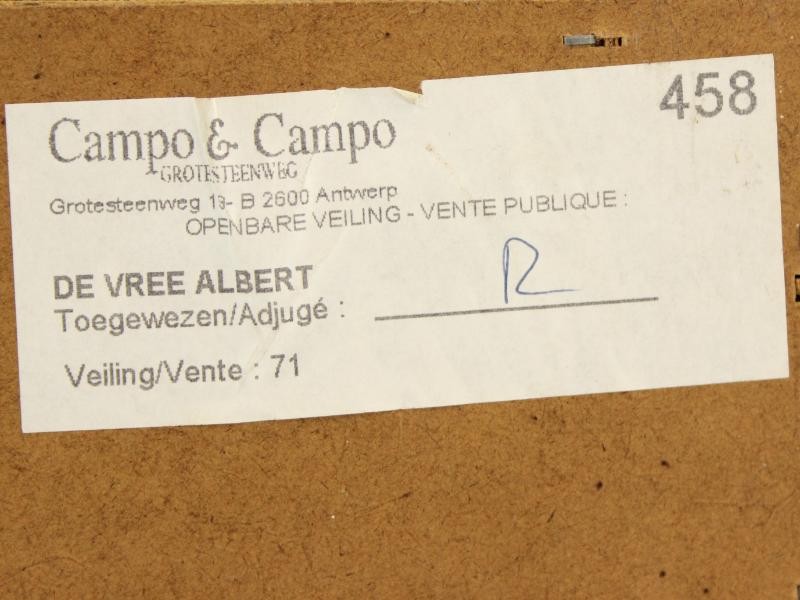 458
Campo & Campo
GROTESTEENWEG
Grotesteenweg 19- B 2600 Antwerp
OPENBARE VEILING - VENTE PUBLIQUE :
DE VREE ALBERT
Toegewezen/Adjugé : R
Veiling/Vente : 71